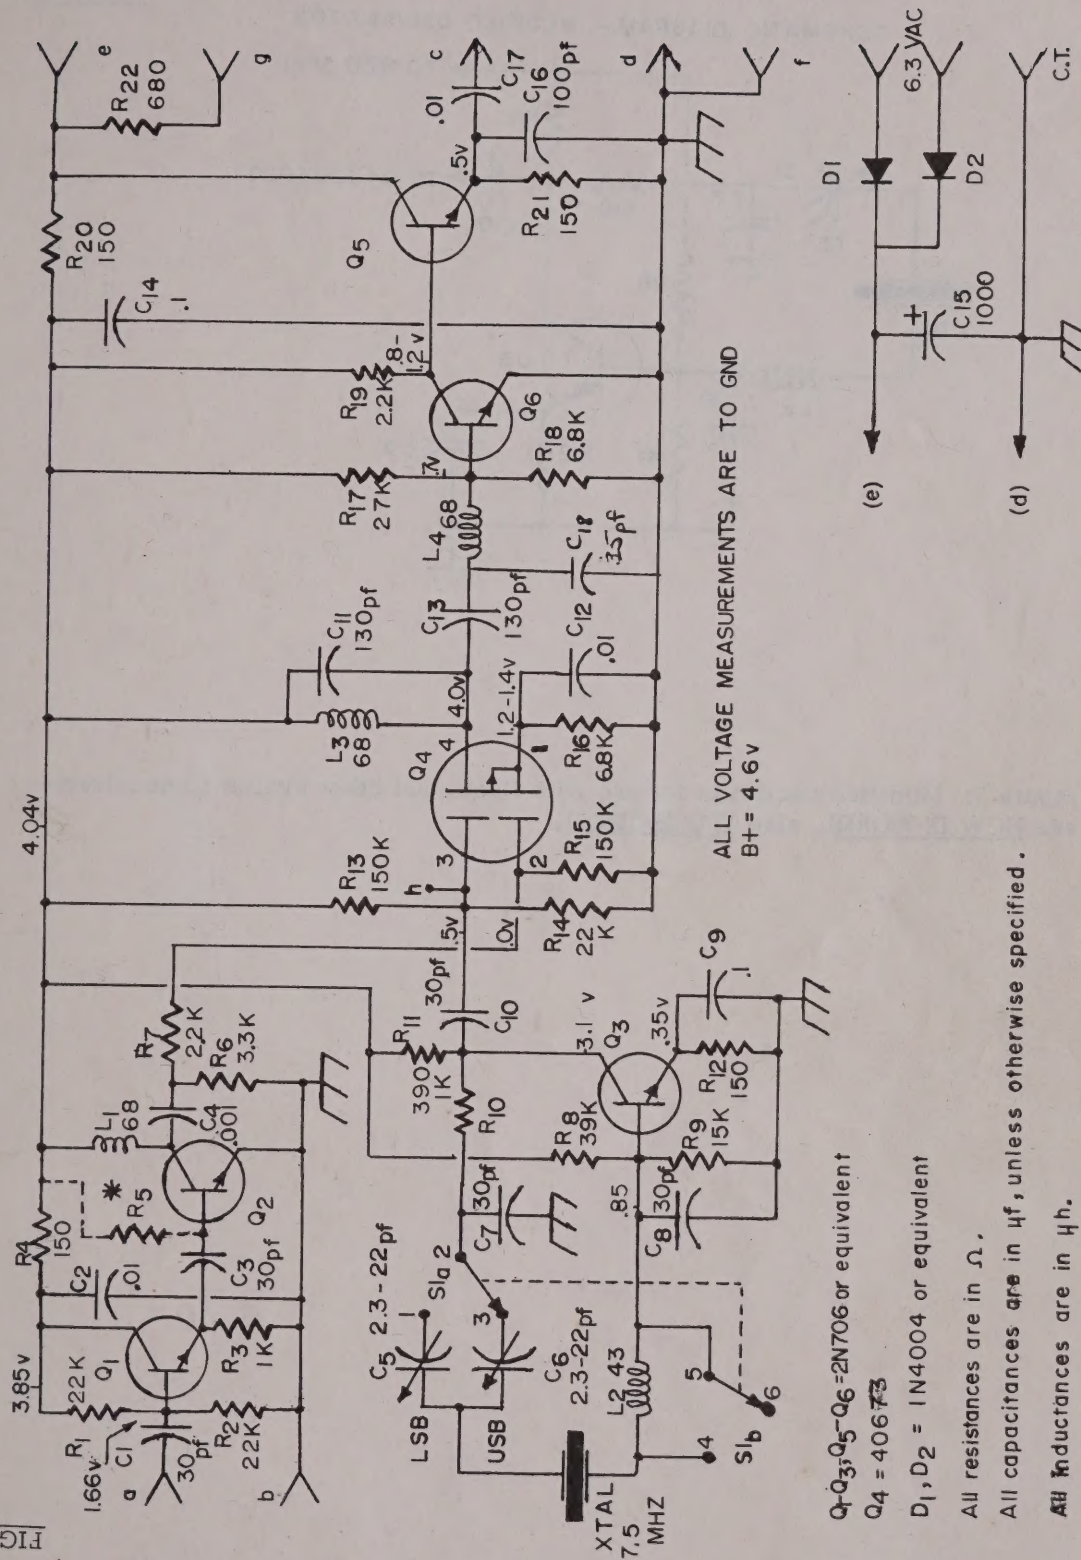 FIG
4.04v
3.85v
R4
150
R1
22K
1.66v
C1
30
pf
a
b
R2
22K
Q1
C2
.01
R3
1K
C3
30pf
*
R5
Q2
L1
68
C4
.001
R7
2.2K
R6
3.3K
R13
150K
h
3
4
2
1
Q4
.5v
.0v
R14
22
K
R15
150K
R16
6.8K
1.2-1.4v
C12
.01
L3
68
C11
130pf
4.0v
C13
130pf
C18
35pf
L4 68
R17
27K
.7v
R18
6.8K
Q6
R19
2.2K
.8-
1.2v
C14
.1
R20
150
Q5
.5v
R21
150
C16
100pf
C17
.01
R22
680
e
g
c
d
f
LSB
C5
2.3-22pf
1
S1a 2
3
USB
C6
2.3-22pf
C7
30pf
R10
1K
R11
390
C10
30pf
3.1 v
Q3
.35v
R12
150
C9
.1
R8
39K
R9
15K
.85
C8
30pf
L2 43
XTAL
7.5
MHZ
4
5
6
S1b
ALL VOLTAGE MEASUREMENTS ARE TO GND
B+= 4.6v
(e)
(d)
+
C15
1000
D1
D2
6.3 VAC
C.T.
Q1-Q3,Q5-Q6=2N706 or equivalent
Q4 = 40673
D1, D2 = 1N4004 or equivalent
All resistances are in Ω.
All capacitances are in μf, unless otherwise specified.
All inductances are in μh.